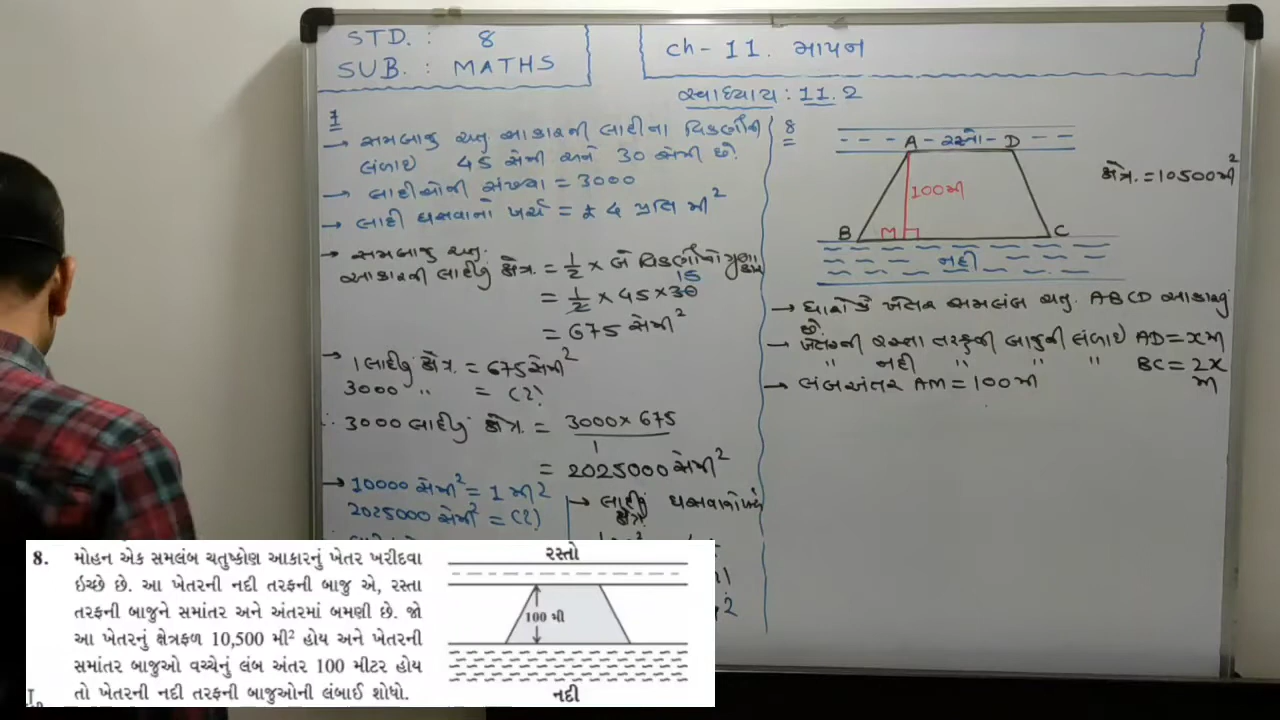 STD. : 8
SUB. : MATHS
ch - 11. માપન
સ્વાધ્યાય : 11.2
1
→ સમબાજુ ચતુ. આકારની લાદીના વિકર્ણોની
લંબાઈ 45 સેમી અને 30 સેમી છે.
→ લાદીઓની સંખ્યા = 3000
→ લાદી ઘસવાનો ખર્ચ = ₹ 4 પ્રતિ મી²
→ સમબાજુ ચતુ.
આકારની લાદીનું ક્ષેત્ર. = 1/2 × બે વિકર્ણોનો ગુણાકાર
= 1/2 × 45 × 30 15
= 675 સેમી²
→ 1 લાદીનું ક્ષેત્ર. = 675 સેમી²
3000 " = (?)
∴ 3000 લાદીનું ક્ષેત્ર. = 3000 × 675 / 1
= 2025000 સેમી²
→ 10000 સેમી² = 1 મી²
2025000 સેમી² = (?)
→ લાદીનું ક્ષેત્ર ઘસવાનો ખર્ચ
8
A - રસ્તો - D
100 મી
ક્ષેત્ર. = 10500 મી²
B M C
નદી
→ ધારો કે ખેતર સમલંબ ચતુ. ABCD આકારનું
છે.
→ ખેતરની રસ્તા તરફની બાજુની લંબાઈ AD = x મી
" નદી " " " BC = 2x
મી
→ લંબઅંતર AM = 100 મી
8. મોહન એક સમલંબ ચતુષ્કોણ આકારનું ખેતર ખરીદવા
ઇચ્છે છે. આ ખેતરની નદી તરફની બાજુ એ, રસ્તા
તરફની બાજુને સમાંતર અને અંતરમાં બમણી છે. જો
આ ખેતરનું ક્ષેત્રફળ 10,500 મી² હોય અને ખેતરની
સમાંતર બાજુઓ વચ્ચેનું લંબ અંતર 100 મીટર હોય
તો ખેતરની નદી તરફની બાજુઓની લંબાઈ શોધો.
રસ્તો
100 મી
નદી